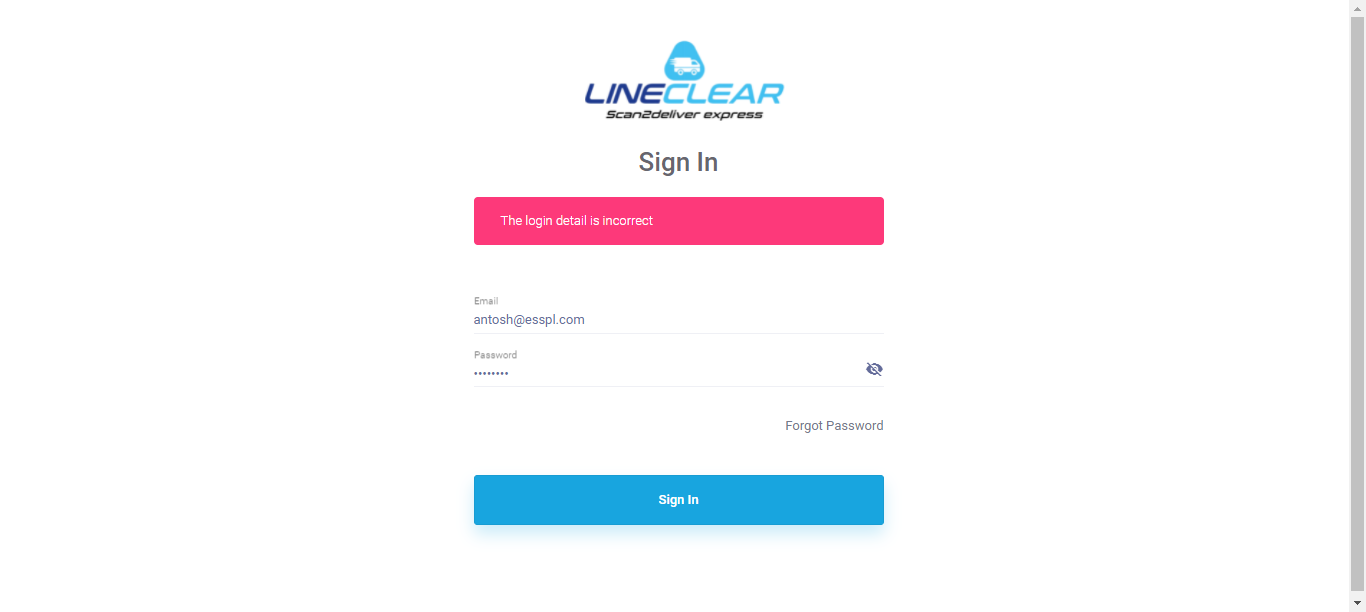 LINECLEAR
Scan2deliver express
Sign In
The login detail is incorrect
Email
antosh@esspl.com
Password
••••••••
Forgot Password
Sign In